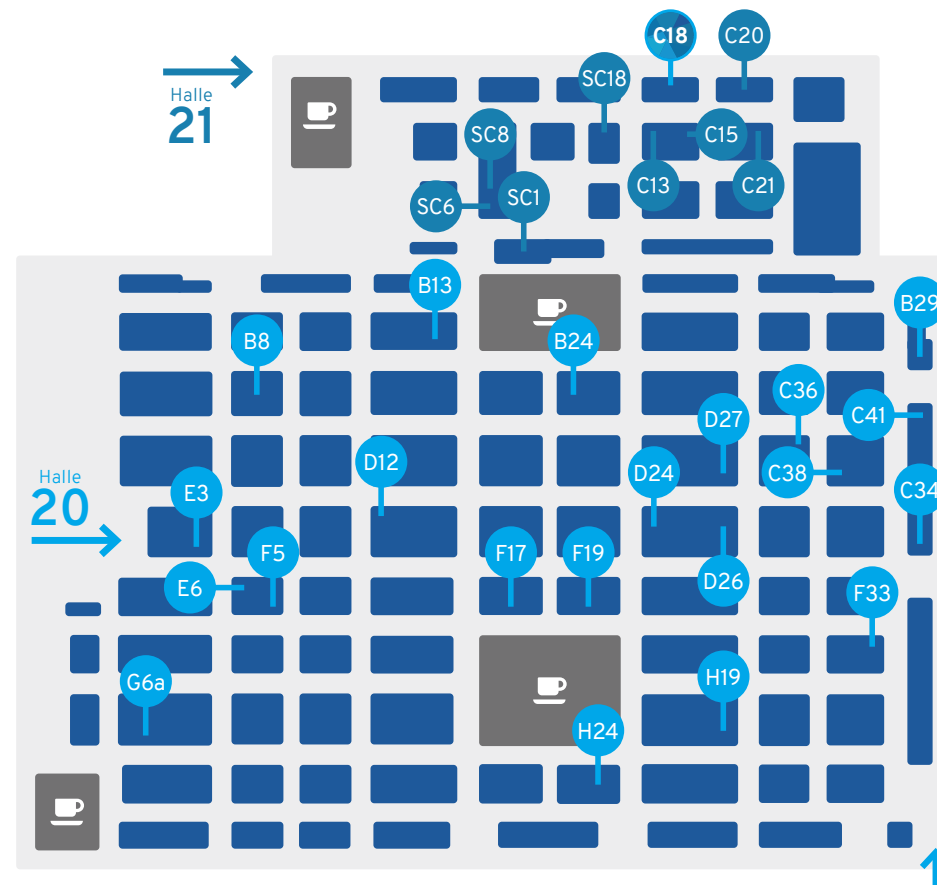 C18
C20
Halle
21
SC18
SC8
C15
C13
C21
SC6
SC1
B13
B29
B8
B24
C36
C41
D27
D12
D24
C38
Halle
20
E3
C34
F5
F17
F19
E6
D26
F33
G6a
H19
H24